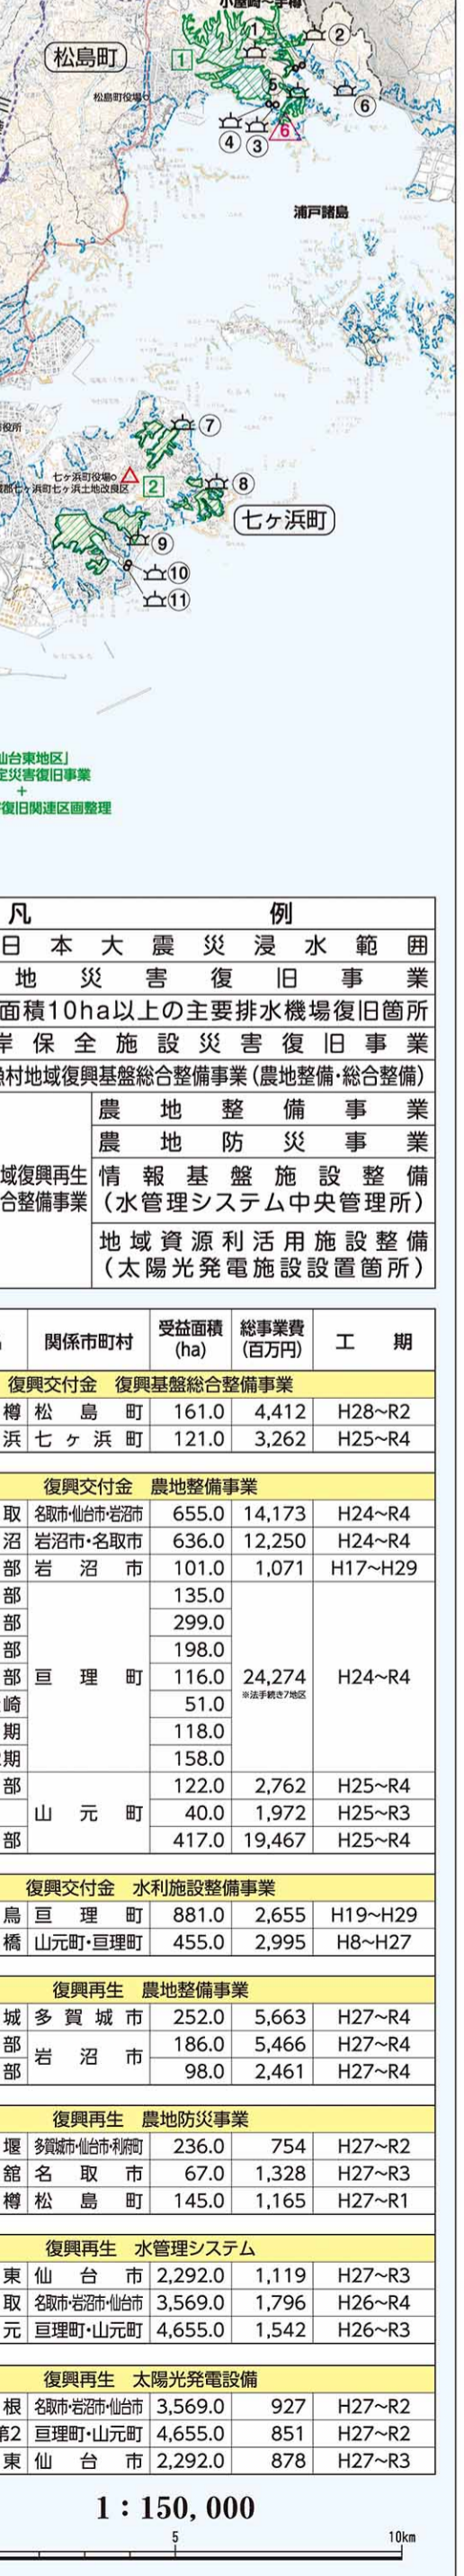 小屋崎 手樽
1
②
松島町
1
5
松島町役場
⑥
④ ③ 6
浦戸諸島
役所
⑦
七ヶ浜町役場
郡七ヶ浜町七ヶ浜土地改良区
2
⑧
七ヶ浜町
⑨
⑩
⑪
仙台東地区」
定災害復旧事業
+
復旧関連区画整理
凡 例
日本大震災浸水範囲
地災害復旧事業
面積10ha以上の主要排水機場復旧箇所
岸保全施設災害復旧事業
漁村地域復興基盤総合整備事業(農地整備・総合整備)
農地整備事業
農地防災事業
域復興再生
合整備事業
情報基盤施設整備
(水管理システム中央管理所)
地域資源利活用施設整備
(太陽光発電施設設置箇所)
関係市町村 受益面積(ha) 総事業費(百万円) 工期
復興交付金 復興基盤総合整備事業
樽 松島町 161.0 4,412 H28~R2
浜 七ヶ浜町 121.0 3,262 H25~R4
復興交付金 農地整備事業
取 名取市・仙台市・岩沼市 655.0 14,173 H24~R4
沼 岩沼市・名取市 636.0 12,250 H24~R4
部 岩沼市 101.0 1,071 H17~H29
部 135.0
部 299.0
部 198.0
部 亘理町 116.0 24,274 H24~R4
※法手続き7地区
崎 51.0
期 118.0
期 158.0
部 122.0 2,762 H25~R4
山元町 40.0 1,972 H25~R3
部 417.0 19,467 H25~R4
復興交付金 水利施設整備事業
鳥 亘理町 881.0 2,655 H19~H29
橋 山元町・亘理町 455.0 2,995 H8~H27
復興再生 農地整備事業
城 多賀城市 252.0 5,663 H27~R4
部 岩沼市 186.0 5,466 H27~R4
部 98.0 2,461 H27~R4
復興再生 農地防災事業
堰 多賀城市・仙台市・利府町 236.0 754 H27~R2
舘 名取市 67.0 1,328 H27~R3
樽 松島町 145.0 1,165 H27~R1
復興再生 水管理システム
東 仙台市 2,292.0 1,119 H27~R3
取 名取市・岩沼市・仙台市 3,569.0 1,796 H26~R4
元 亘理町・山元町 4,655.0 1,542 H26~R3
復興再生 太陽光発電設備
根 名取市・岩沼市・仙台市 3,569.0 927 H27~R2
第2 亘理町・山元町 4,655.0 851 H27~R2
東 仙台市 2,292.0 878 H27~R3
1:150,000
5 10km